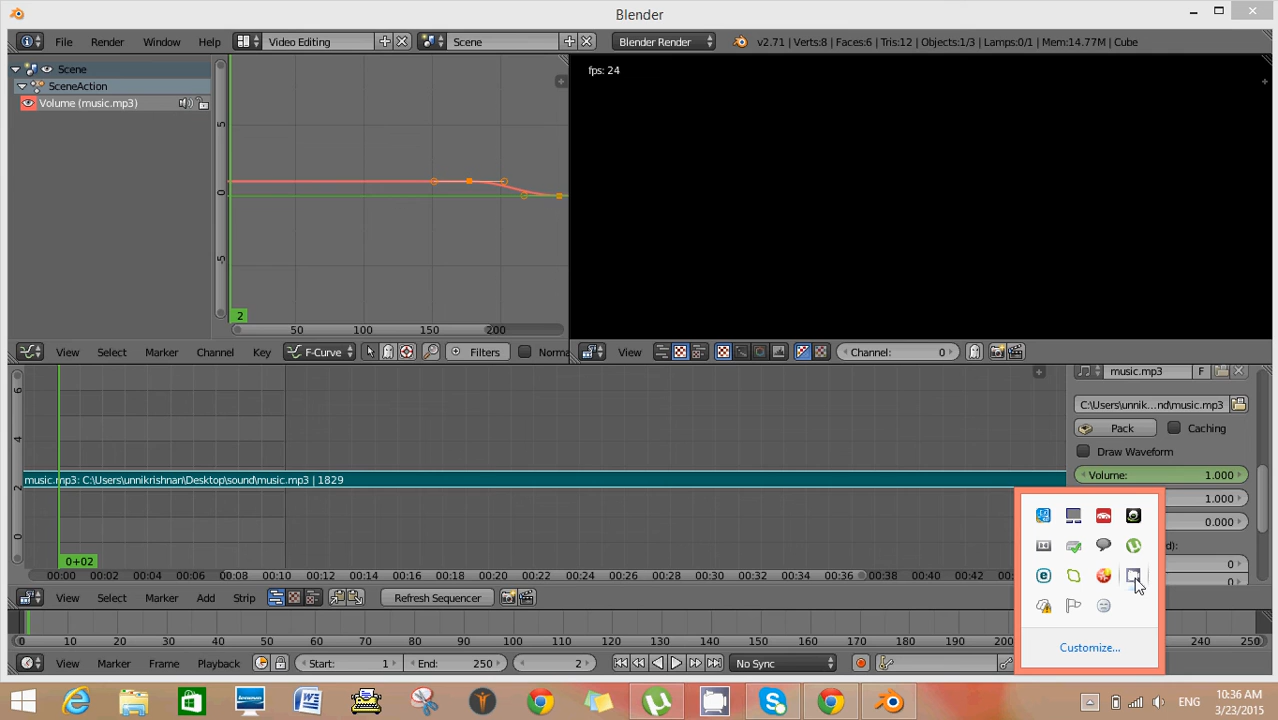 Blender
File Render Window Help Video Editing Scene Blender Render v2.71 | Verts:8 | Faces:6 | Tris:12 | Objects:1/3 | Lamps:0/1 | Mem:14.77M | Cube
Scene
SceneAction
Volume (music.mp3)
fps: 24
5
0
-5
2
50 100 150 200
View Select Marker Channel Key F-Curve Filters Norma
View Channel: 0
music.mp3 F
C:\Users\unnik...nd\music.mp3
Pack Caching
Draw Waveform
Volume: 1.000
1.000
0.000
d):
0
0
6
4
2
0
music.mp3: C:\Users\unnikrishnan\Desktop\sound\music.mp3 | 1829
0+02
00:00 00:02 00:04 00:06 00:08 00:10 00:12 00:14 00:16 00:18 00:20 00:22 00:24 00:26 00:28 00:30 00:32 00:34 00:36 00:38 00:40
View Select Marker Add Strip Refresh Sequencer
Customize...
0 10 20 30 40 50 60 70 80 90 100 110 120 130 140 150 160 170 180 190 200 240 250
View Marker Frame Playback Start: 1 End: 250 2 No Sync
ENG
10:36 AM
3/23/2015